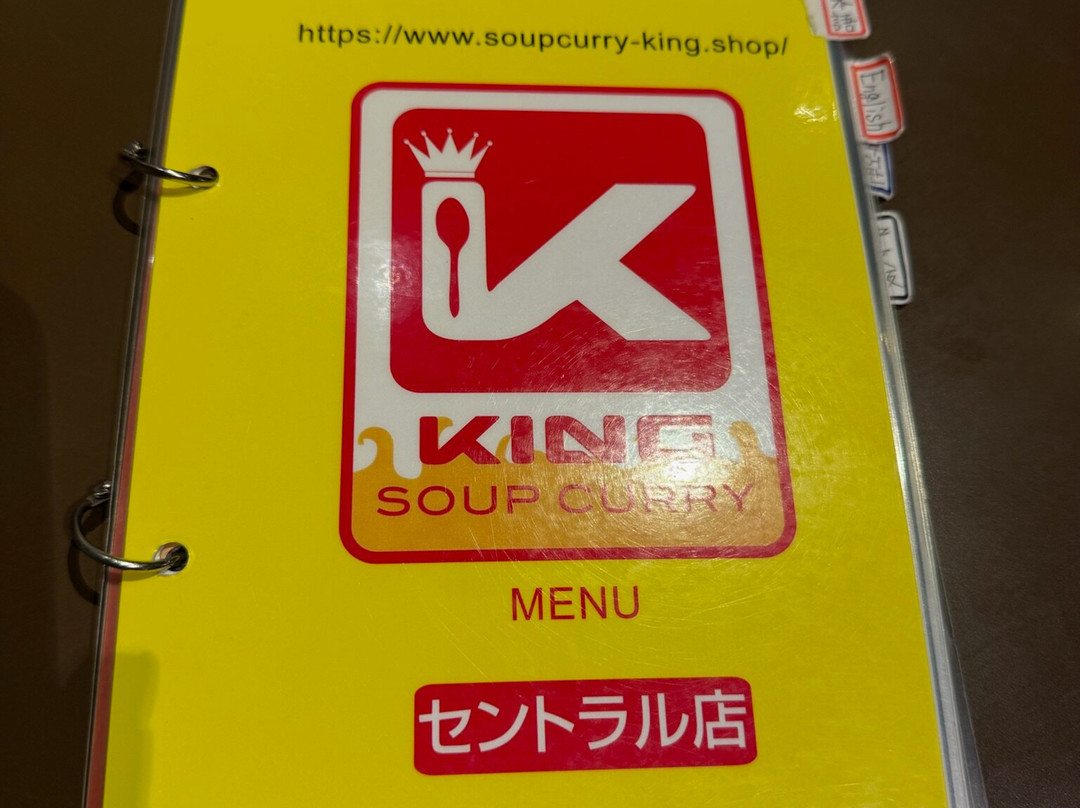 https://www.soupcurry-king.shop/
English
KING
SOUP CURRY
MENU
セントラル店